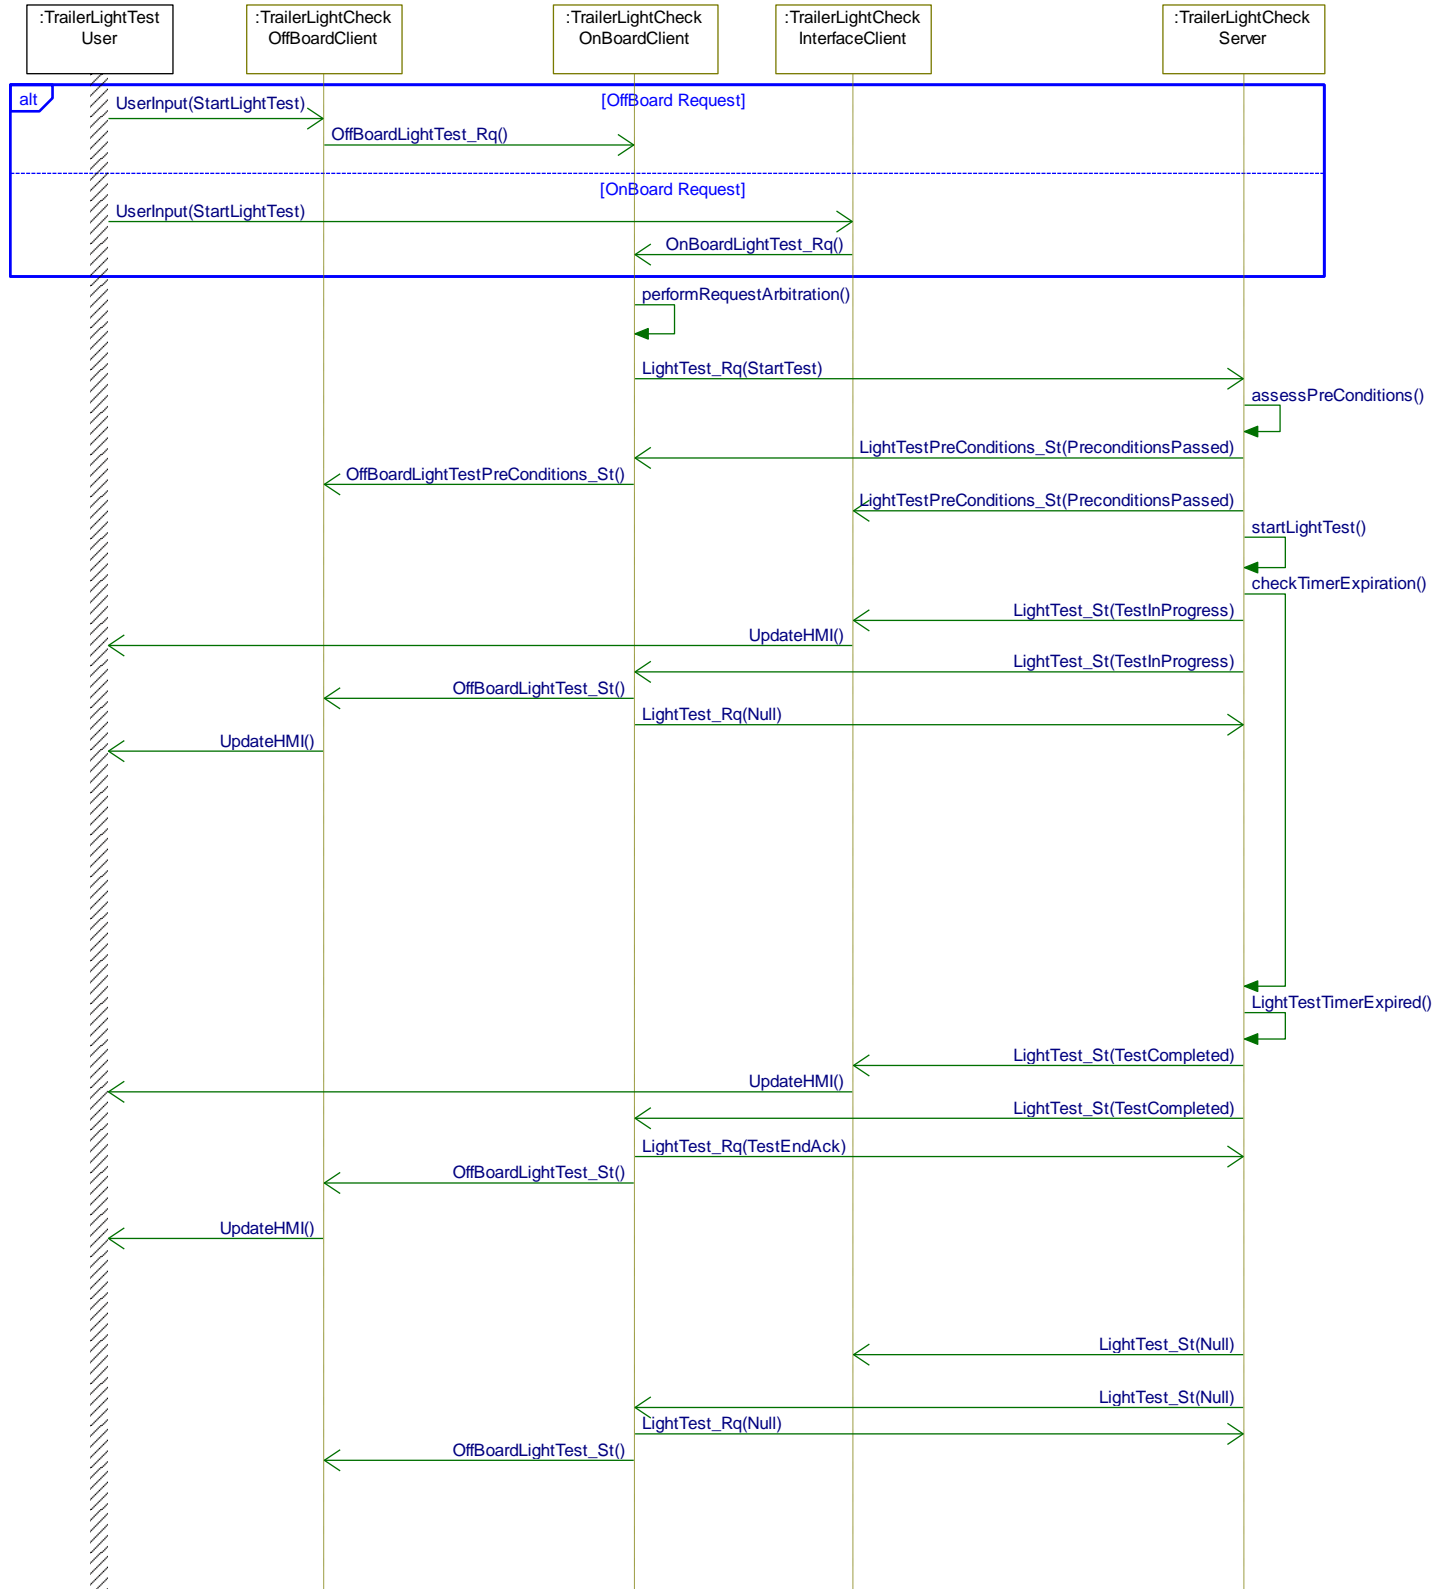 :TrailerLightTest
User
:TrailerLightCheck
OffBoardClient
:TrailerLightCheck
OnBoardClient
:TrailerLightCheck
InterfaceClient
:TrailerLightCheck
Server
alt
[OffBoard Request]
UserInput(StartLightTest)
OffBoardLightTest_Rq()
[OnBoard Request]
UserInput(StartLightTest)
OnBoardLightTest_Rq()
performRequestArbitration()
LightTest_Rq(StartTest)
assessPreConditions()
LightTestPreConditions_St(PreconditionsPassed)
OffBoardLightTestPreConditions_St()
LightTestPreConditions_St(PreconditionsPassed)
startLightTest()
checkTimerExpiration()
LightTest_St(TestInProgress)
UpdateHMI()
LightTest_St(TestInProgress)
OffBoardLightTest_St()
LightTest_Rq(Null)
UpdateHMI()
LightTestTimerExpired()
LightTest_St(TestCompleted)
UpdateHMI()
LightTest_St(TestCompleted)
LightTest_Rq(TestEndAck)
OffBoardLightTest_St()
UpdateHMI()
LightTest_St(Null)
LightTest_St(Null)
LightTest_Rq(Null)
OffBoardLightTest_St()